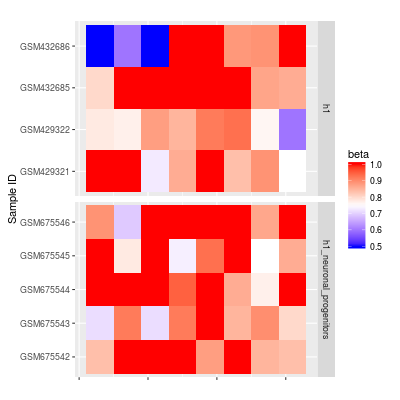 Sample ID
GSM432686
GSM432685
GSM429322
GSM429321
h1
GSM675546
GSM675545
GSM675544
GSM675543
GSM675542
h1_neuronal_progenitors
beta
1.0
0.9
0.8
0.7
0.6
0.5